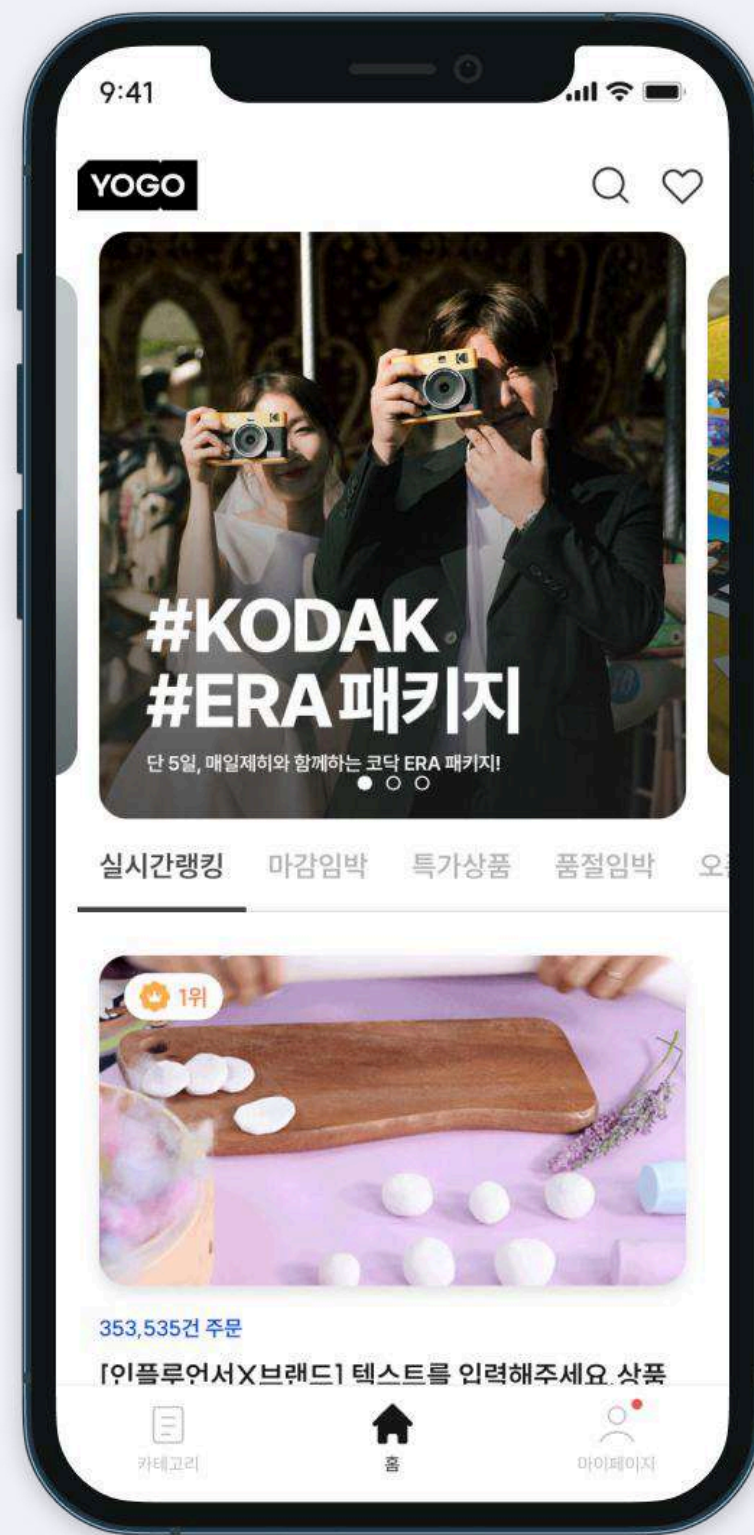 9:41
YOGO
#KODAK
#ERA 패키지
단 5일, 매일제히와 함께하는 코닥 ERA 패키지!
실시간랭킹 마감임박 특가상품 품절임박 오
1위
353,535건 주문
[인플루언서X브랜드] 텍스트를 입력해주세요. 상품
카테고리 홈 마이페이지